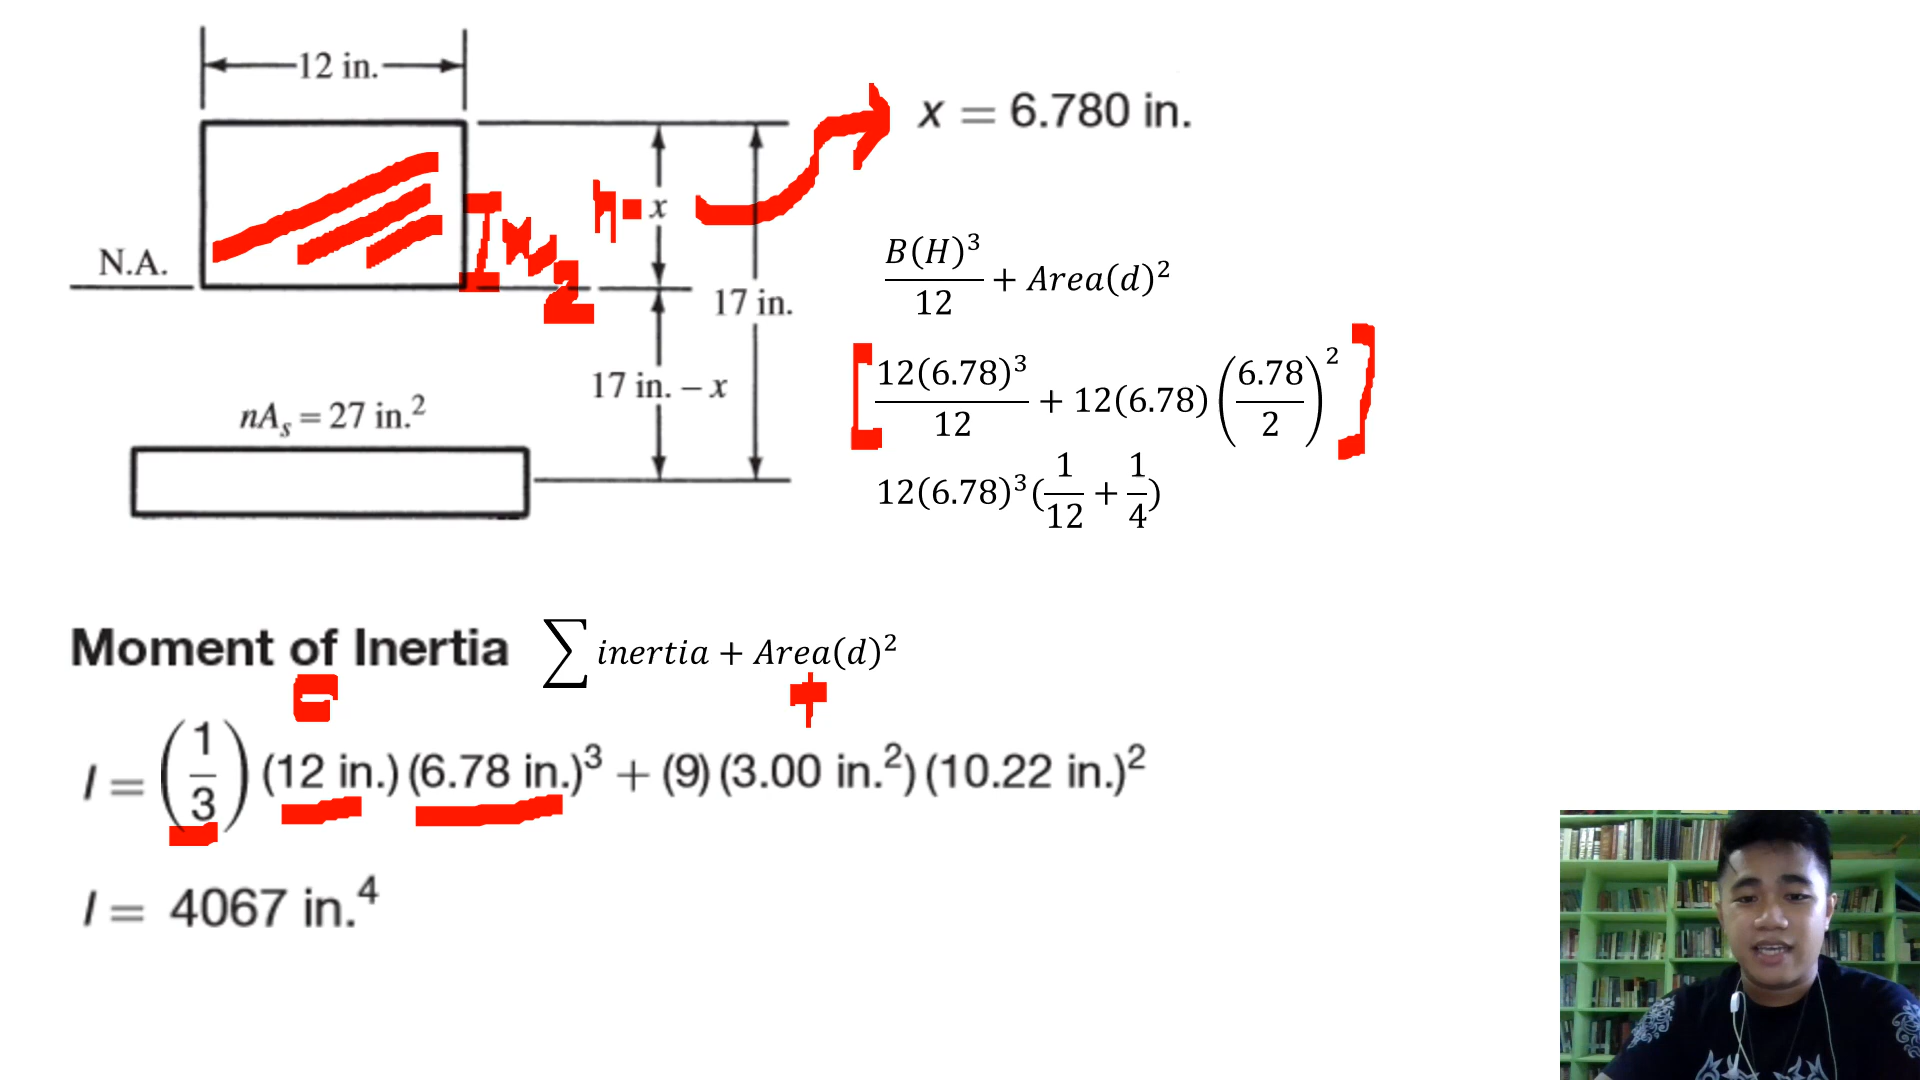 12 in.
x = 6.780 in.
x
N.A.
17 in.
B(H)³/12 + Area(d)²
17 in. – x
12(6.78)³/12 + 12(6.78)(6.78/2)²
nAₛ = 27 in.²
12(6.78)³(1/12 + 1/4)
Moment of Inertia ∑ inertia + Area(d)²
I = (1/3)(12 in.)(6.78 in.)³ + (9)(3.00 in.²)(10.22 in.)²
I = 4067 in.⁴